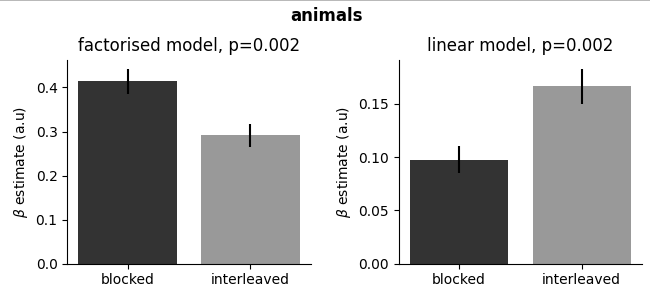 animals
factorised model, p=0.002
β estimate (a.u)
0.4
0.3
0.2
0.1
0.0
blocked interleaved
linear model, p=0.002
β estimate (a.u)
0.15
0.10
0.05
0.00
blocked interleaved